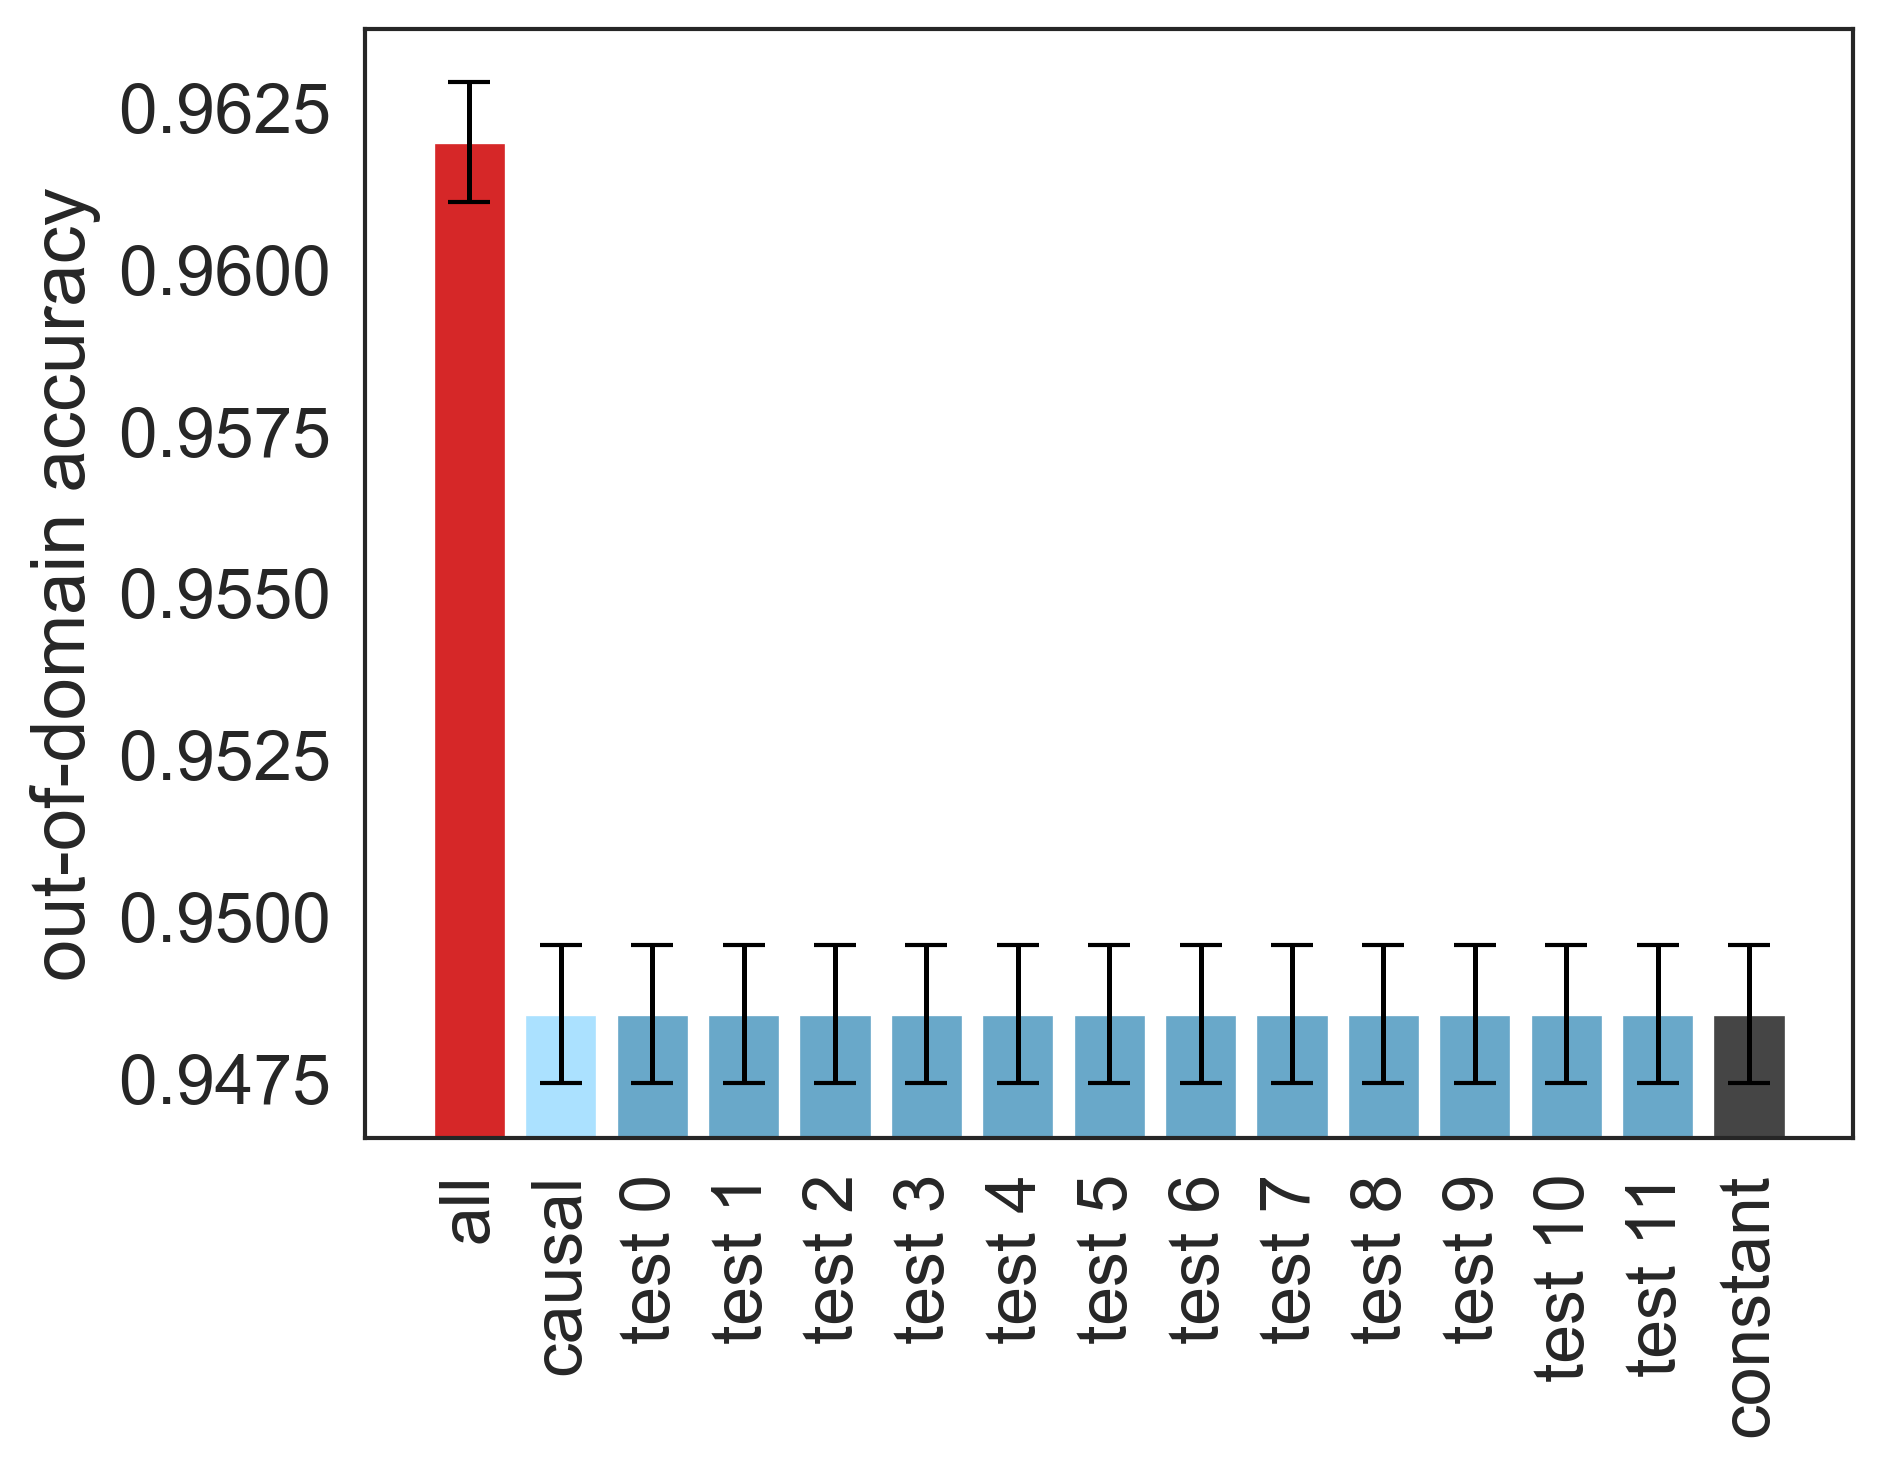 out-of-domain accuracy
0.9625
0.9600
0.9575
0.9550
0.9525
0.9500
0.9475
all
causal
test 0
test 1
test 2
test 3
test 4
test 5
test 6
test 7
test 8
test 9
test 10
test 11
constant